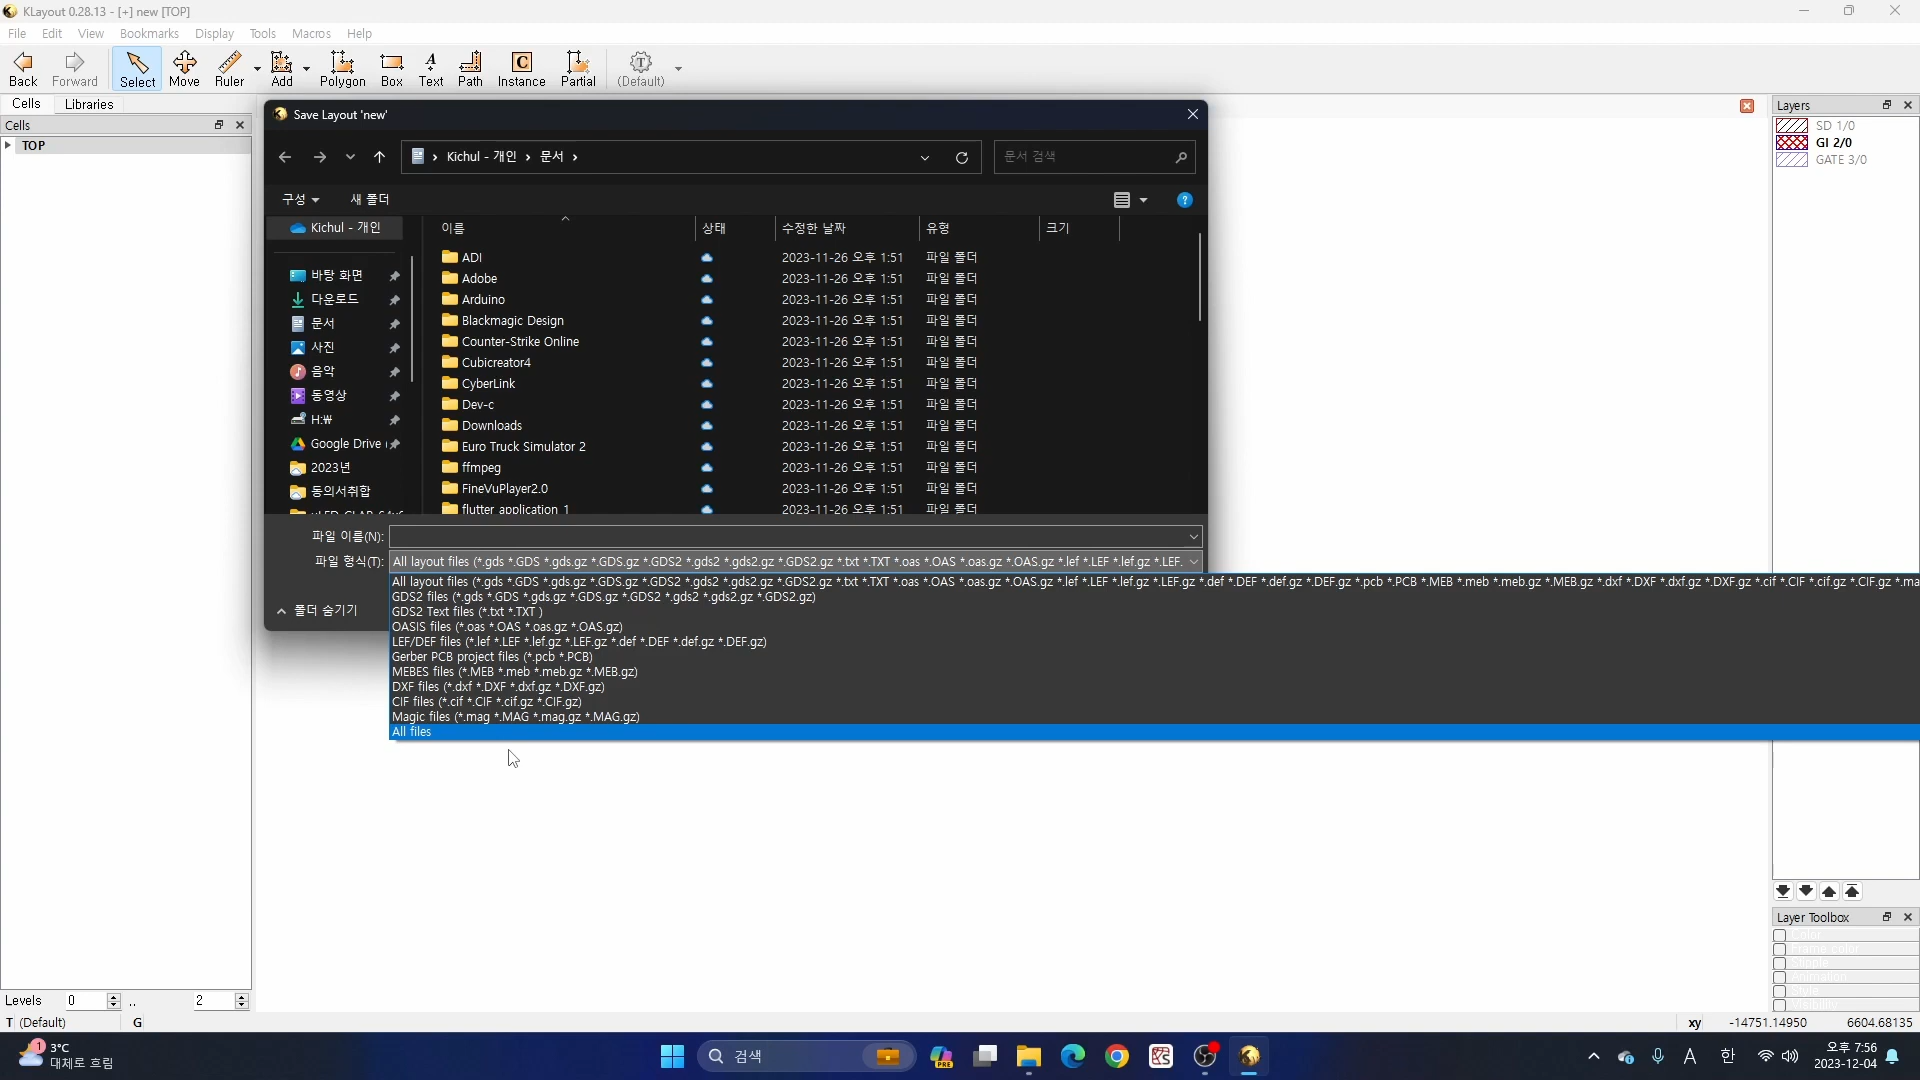 KLayout 0.28.13 - [+] new [TOP]
File Edit View Bookmarks Display Tools Macros Help
Back Forward Select Move Ruler Add Polygon Box Text Path Instance Partial (Default)
Cells Libraries
Cells
TOP
Save Layout 'new'
Kichul - 개인 › 문서 ›
문서 검색
구성 새 폴더
Kichul - 개인
바탕 화면
다운로드
문서
사진
음악
동영상
H:₩
Google Drive (
2023년
동의서취합
이름 상태 수정한 날짜 유형 크기
ADI 2023-11-26 오후 1:51 파일 폴더
Adobe 2023-11-26 오후 1:51 파일 폴더
Arduino 2023-11-26 오후 1:51 파일 폴더
Blackmagic Design 2023-11-26 오후 1:51 파일 폴더
Counter-Strike Online 2023-11-26 오후 1:51 파일 폴더
Cubicreator4 2023-11-26 오후 1:51 파일 폴더
CyberLink 2023-11-26 오후 1:51 파일 폴더
Dev-c 2023-11-26 오후 1:51 파일 폴더
Downloads 2023-11-26 오후 1:51 파일 폴더
Euro Truck Simulator 2 2023-11-26 오후 1:51 파일 폴더
ffmpeg 2023-11-26 오후 1:51 파일 폴더
FineVuPlayer2.0 2023-11-26 오후 1:51 파일 폴더
flutter application 1 2023-11-26 오후 1:51 파일 폴더
파일 이름(N):
파일 형식(T): All layout files (*.gds *.GDS *.gds.gz *.GDS.gz *.GDS2 *.gds2 *.gds2.gz *.GDS2.gz *.txt *.TXT *.oas *.OAS *.oas.gz *.OAS.gz *.lef *.LEF *.lef.gz *.LEF.
All layout files (*.gds *.GDS *.gds.gz *.GDS.gz *.GDS2 *.gds2 *.gds2.gz *.GDS2.gz *.txt *.TXT *.oas *.OAS *.oas.gz *.OAS.gz *.lef *.LEF *.lef.gz *.LEF.gz *.def *.DEF *.def.gz *.DEF.gz *.pcb *.PCB *.MEB *.meb *.meb.gz *.MEB.gz *.dxf *.DXF *.dxf.gz *.DXF.gz *.cif *.CIF *.cif.gz *.CIF.gz *.ma
GDS2 files (*.gds *.GDS *.gds.gz *.GDS.gz *.GDS2 *.gds2 *.gds2.gz *.GDS2.gz)
GDS2 Text files (*.txt *.TXT )
OASIS files (*.oas *.OAS *.oas.gz *.OAS.gz)
LEF/DEF files (*.lef *.LEF *.lef.gz *.LEF.gz *.def *.DEF *.def.gz *.DEF.gz)
Gerber PCB project files (*.pcb *.PCB)
MEBES files (*.MEB *.meb *.meb.gz *.MEB.gz)
DXF files (*.dxf *.DXF *.dxf.gz *.DXF.gz)
CIF files (*.cif *.CIF *.cif.gz *.CIF.gz)
Magic files (*.mag *.MAG *.mag.gz *.MAG.gz)
All files
폴더 숨기기
Layers
SD 1/0
GI 2/0
GATE 3/0
Layer Toolbox
Color
Frame color
Stipple
Animation
Style
Visibility
Levels 0 .. 2
T (Default) G
xy -14751.14950 6604.68135
1 3°C
대체로 흐림
검색
PRE
A 한
오후 7:56
2023-12-04